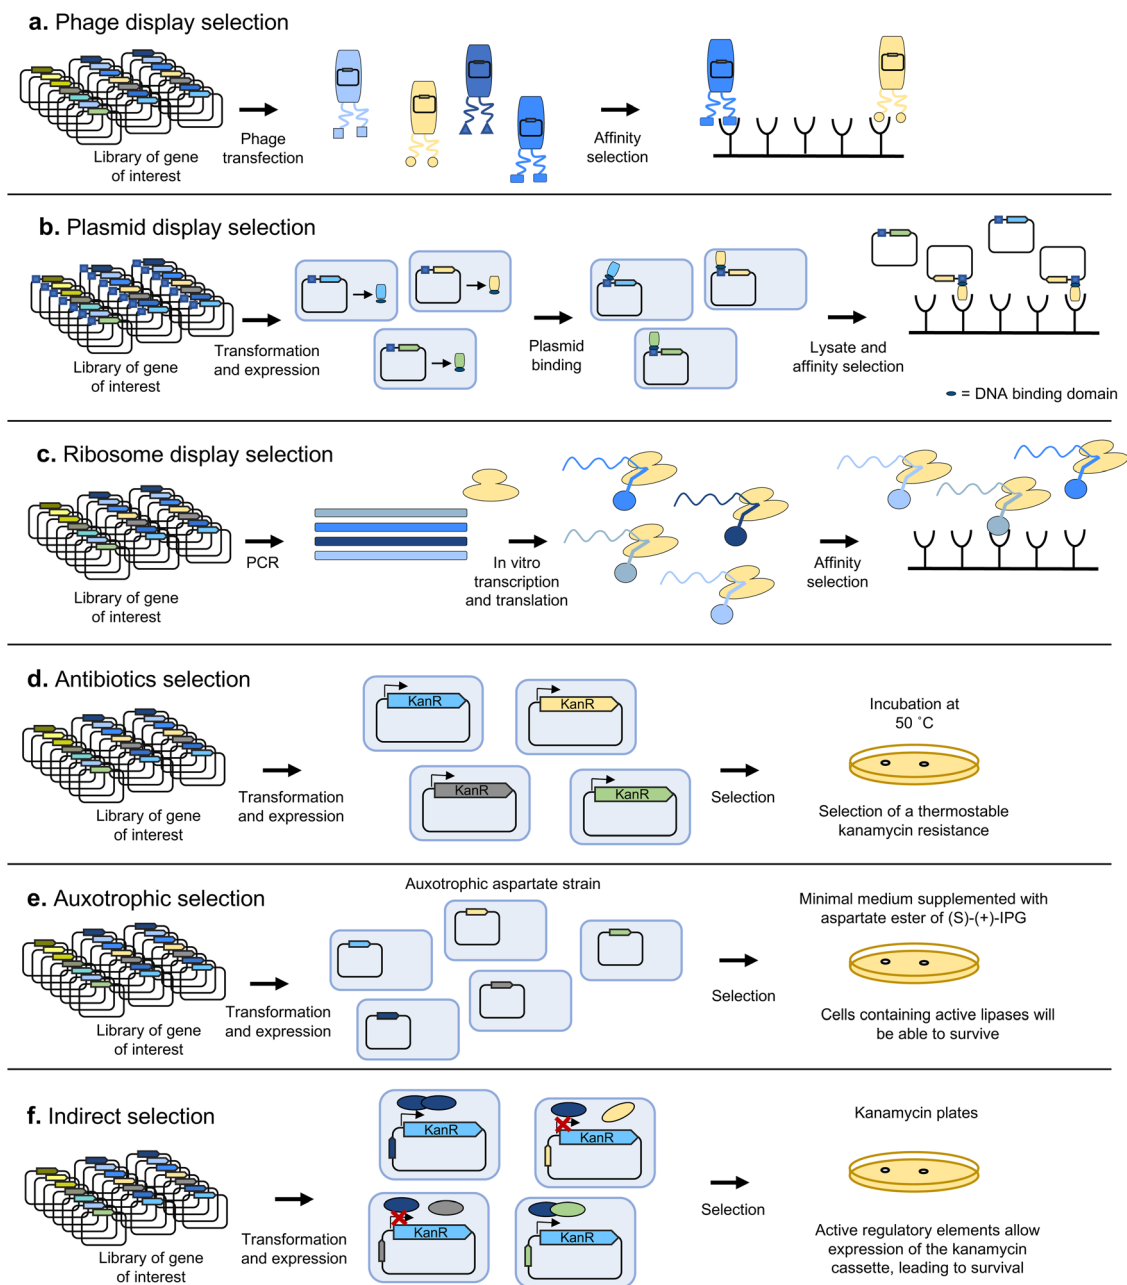 a. Phage display selection
Library of gene
of interest
Phage
transfection
Affinity
selection
b. Plasmid display selection
Library of gene
of interest
Transformation
and expression
Plasmid
binding
Lysate and
affinity selection
= DNA binding domain
c. Ribosome display selection
Library of gene
of interest
PCR
In vitro
transcription
and translation
Affinity
selection
d. Antibiotics selection
Library of gene
of interest
Transformation
and expression
KanR
KanR
KanR
KanR
Selection
Incubation at
50 ˚C
Selection of a thermostable
kanamycin resistance
e. Auxotrophic selection
Library of gene
of interest
Transformation
and expression
Auxotrophic aspartate strain
Selection
Minimal medium supplemented with
aspartate ester of (S)-(+)-IPG
Cells containing active lipases will
be able to survive
f. Indirect selection
Library of gene
of interest
Transformation
and expression
KanR
KanR
KanR
KanR
Selection
Kanamycin plates
Active regulatory elements allow
expression of the kanamycin
cassette, leading to survival